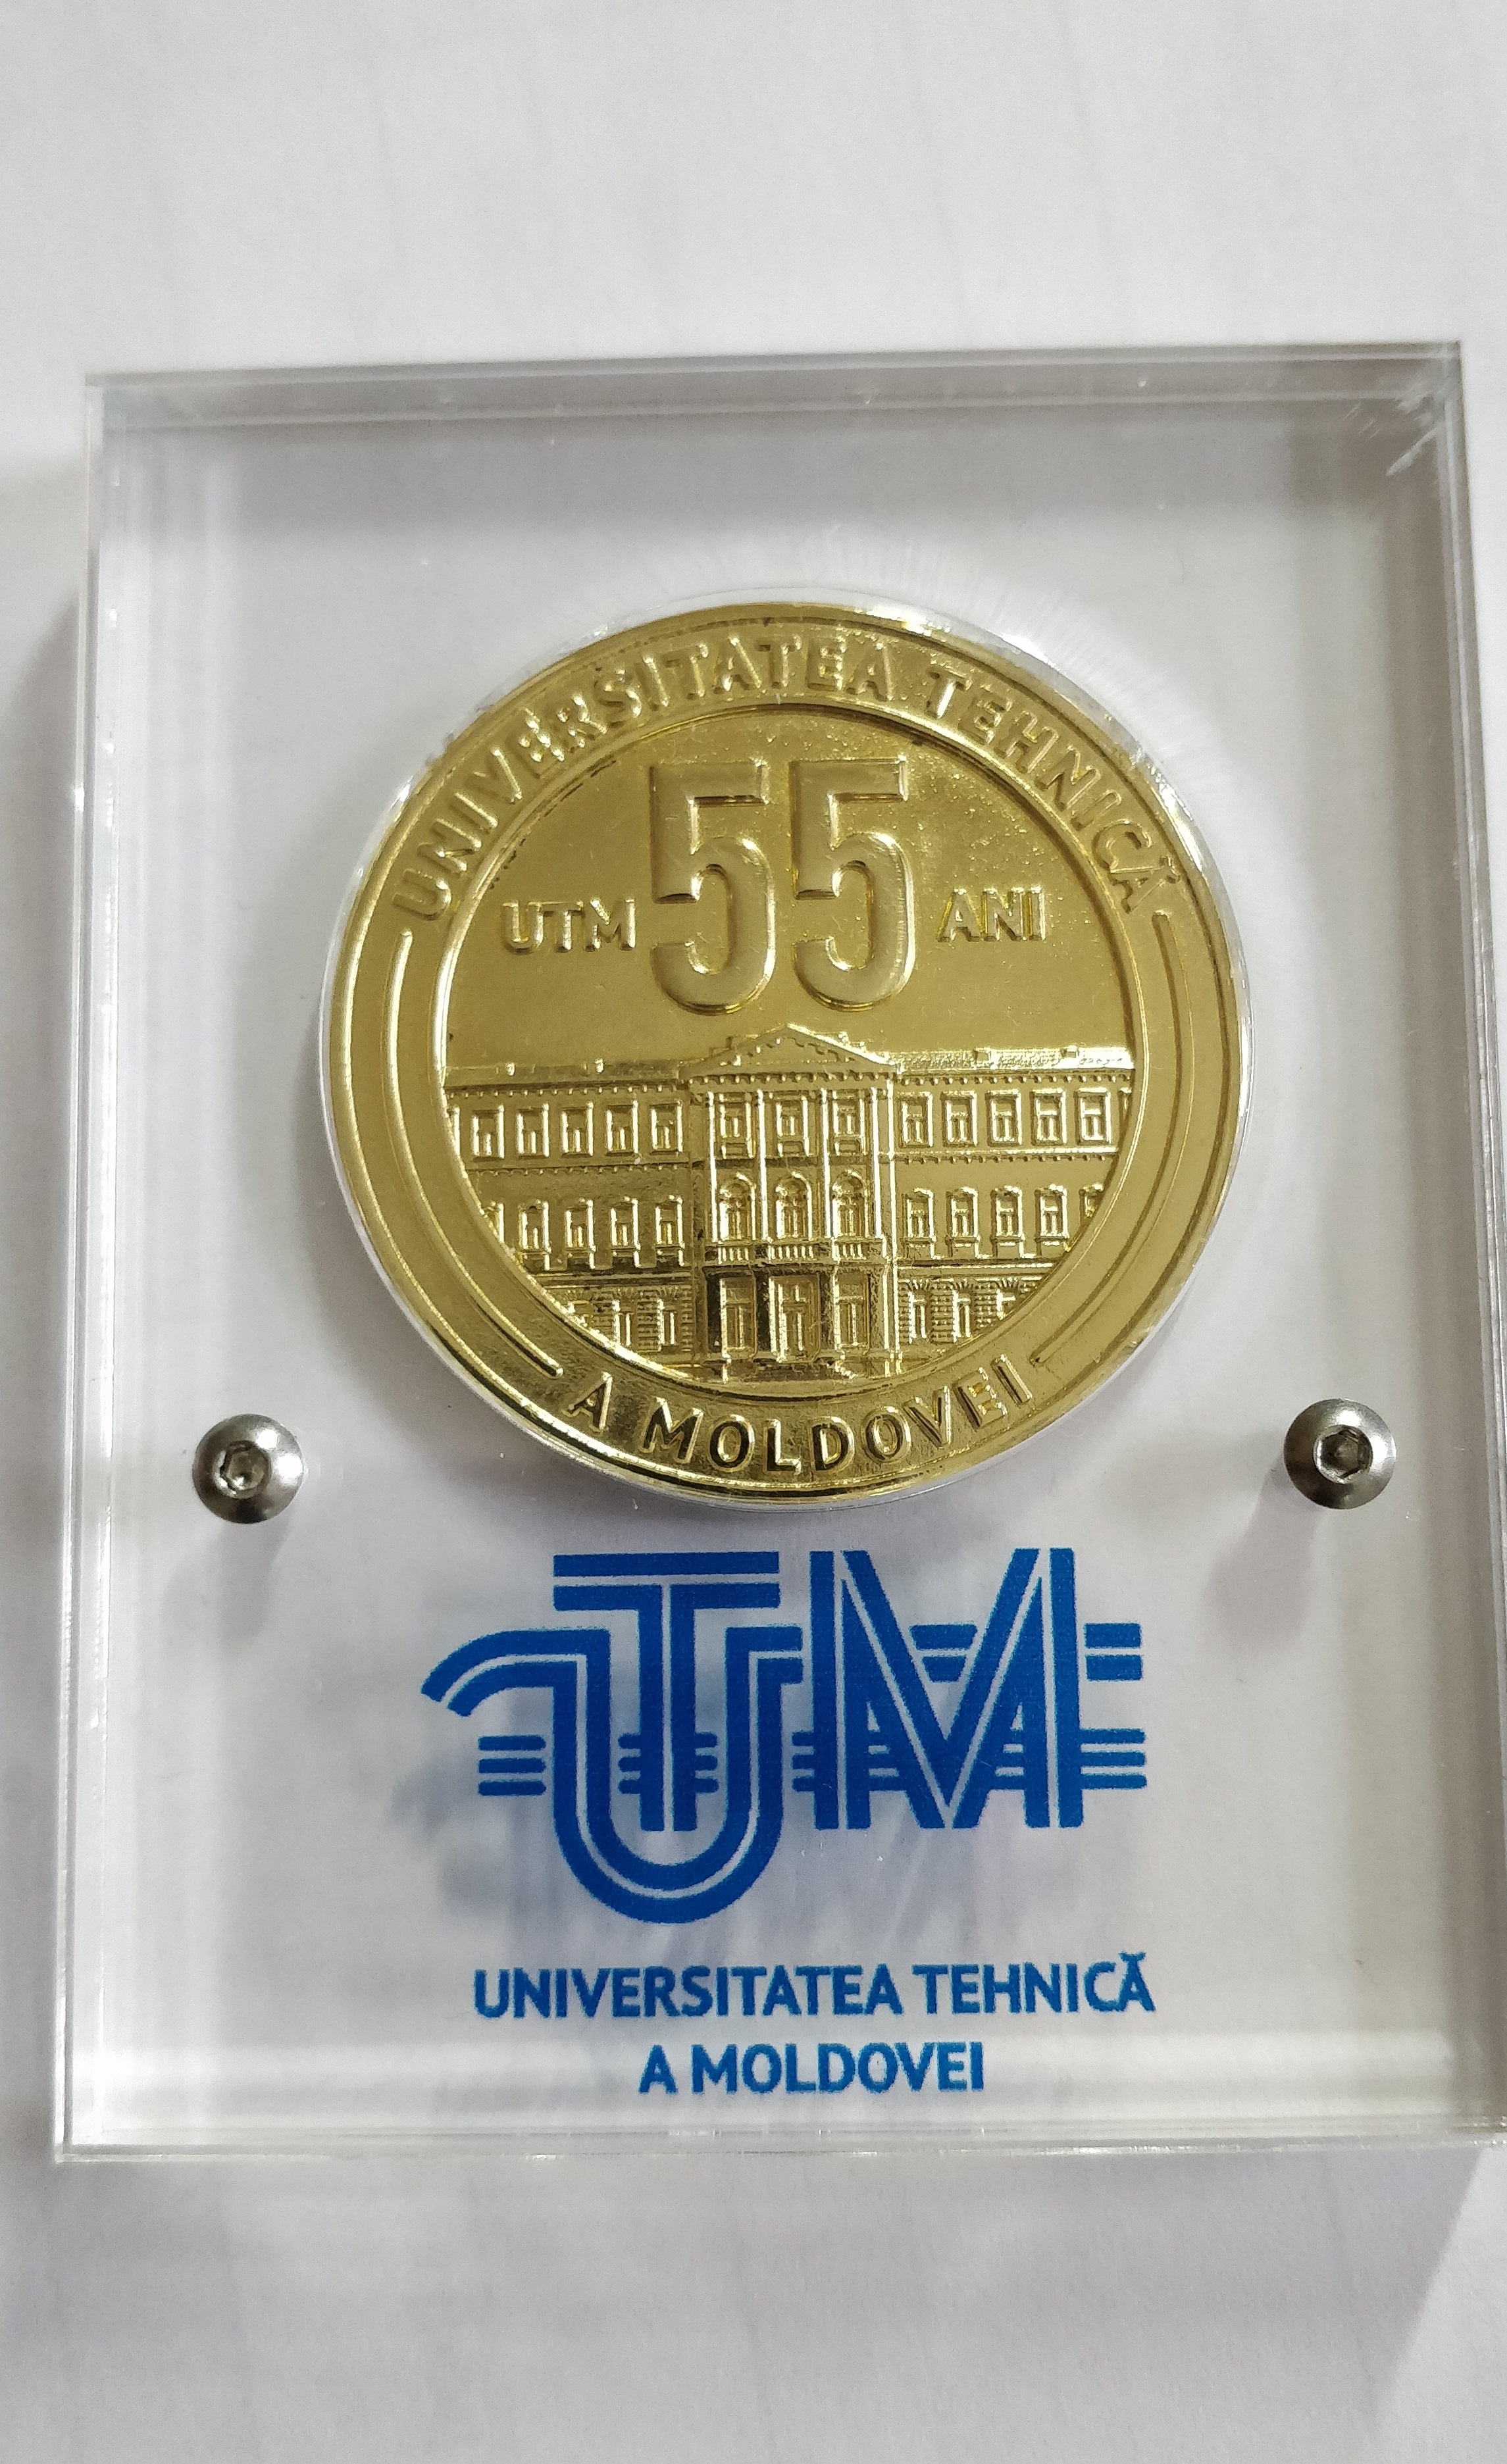 UNIVERSITATEA TEHNICĂ
UTM 55 ANI
A MOLDOVEI
UTM
UNIVERSITATEA TEHNICĂ
A MOLDOVEI